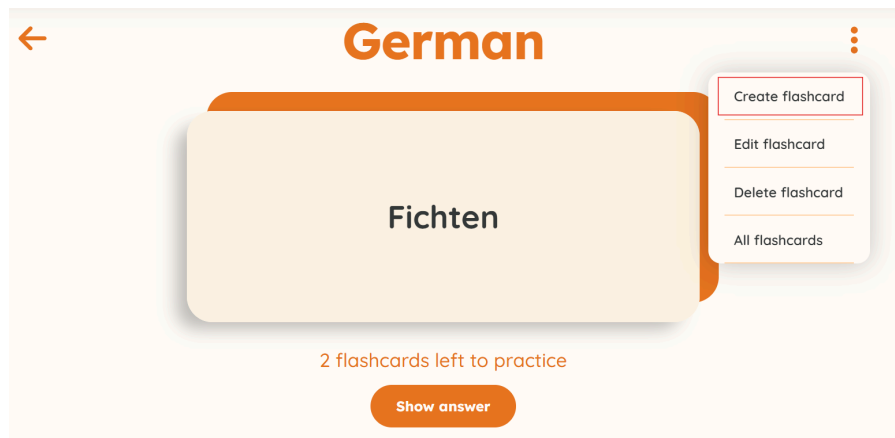 German
Create flashcard
Edit flashcard
Delete flashcard
All flashcards
Fichten
2 flashcards left to practice
Show answer